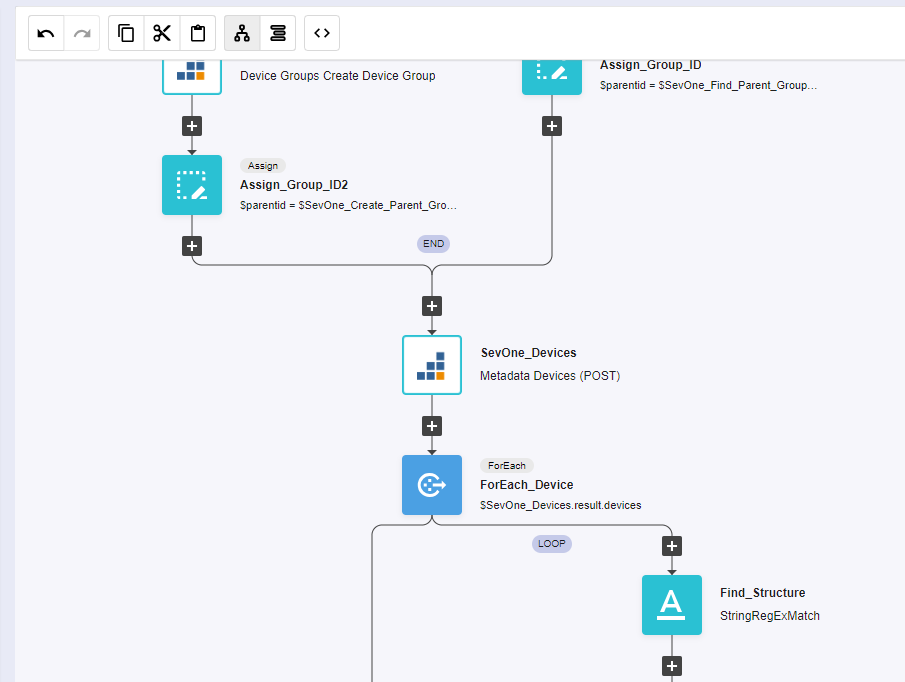 Device Groups Create Device Group
Assign_Group_ID
$parentid = $SevOne_Find_Parent_Group...
Assign
Assign_Group_ID2
$parentid = $SevOne_Create_Parent_Gro...
END
SevOne_Devices
Metadata Devices (POST)
ForEach
ForEach_Device
$SevOne_Devices.result.devices
LOOP
A
Find_Structure
StringRegExMatch